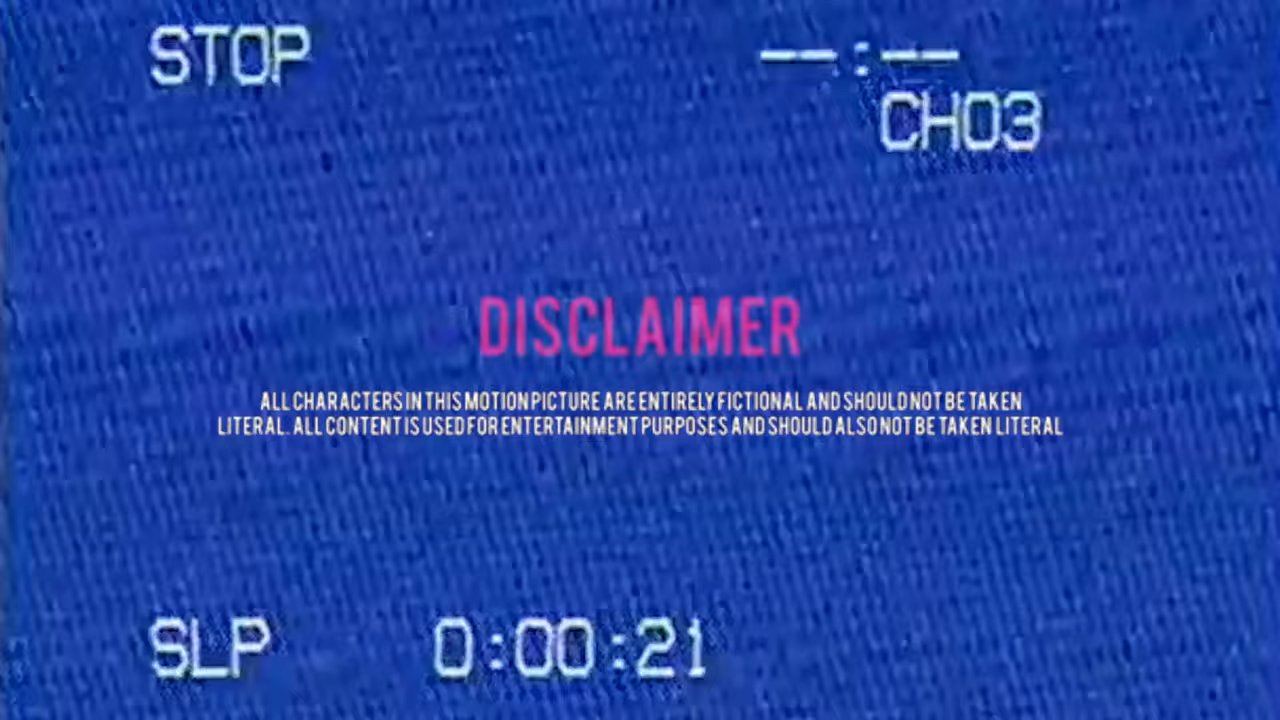 STOP --:--
CH03
DISCLAIMER
ALL CHARACTERS IN THIS MOTION PICTURE ARE ENTIRELY FICTIONAL AND SHOULD NOT BE TAKEN
LITERAL. ALL CONTENT IS USED FOR ENTERTAINMENT PURPOSES AND SHOULD ALSO NOT BE TAKEN LITERAL
SLP 0:00:21